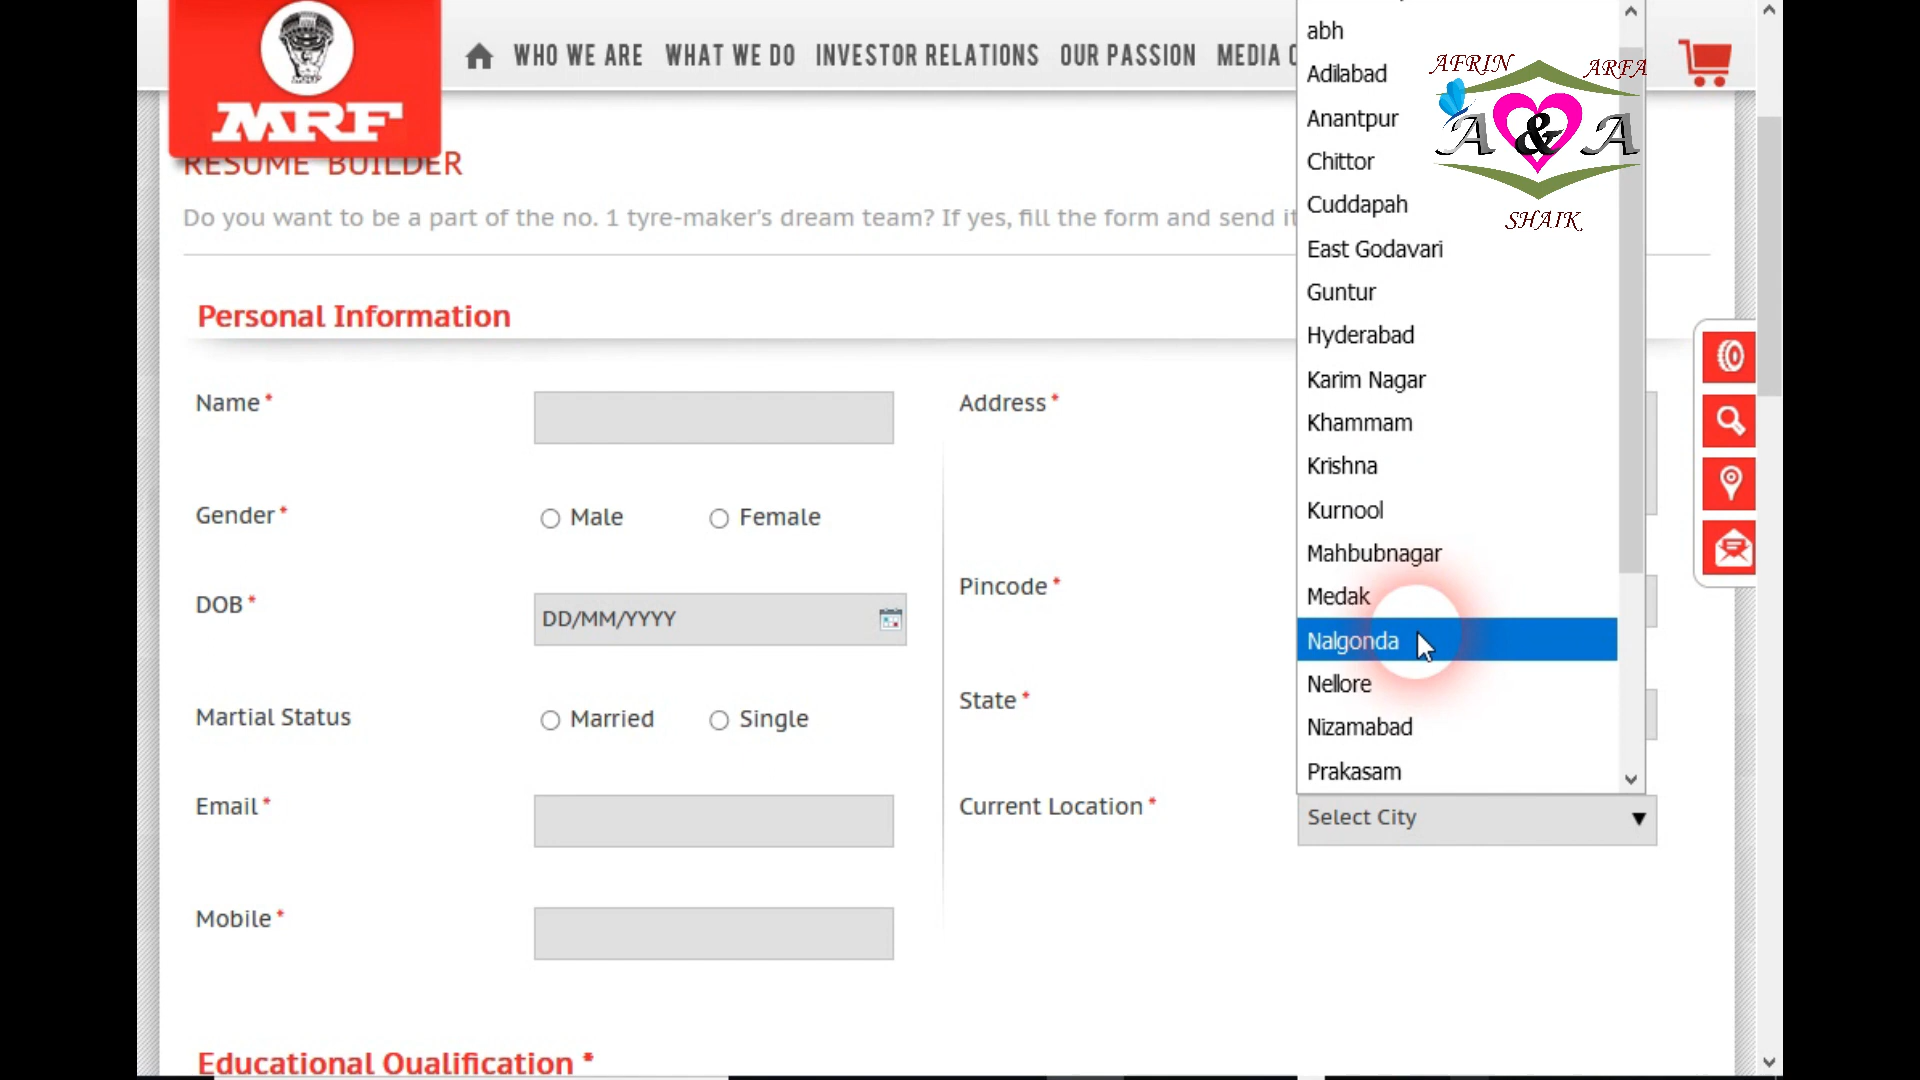 MRF
WHO WE ARE
WHAT WE DO
INVESTOR RELATIONS
OUR PASSION
MEDIA C
RESUME BUILDER
Do you want to be a part of the no. 1 tyre-maker's dream team? If yes, fill the form and send it
Personal Information
Name *
Gender *
Male
Female
DOB *
DD/MM/YYYY
Martial Status
Married
Single
Email *
Mobile *
Address *
Pincode *
State *
Current Location *
abh
Adilabad
Anantpur
Chittor
Cuddapah
East Godavari
Guntur
Hyderabad
Karim Nagar
Khammam
Krishna
Kurnool
Mahbubnagar
Medak
Nalgonda
Nellore
Nizamabad
Prakasam
Select City
AFRIN ARFA
A & A
SHAIK
Educational Qualification *